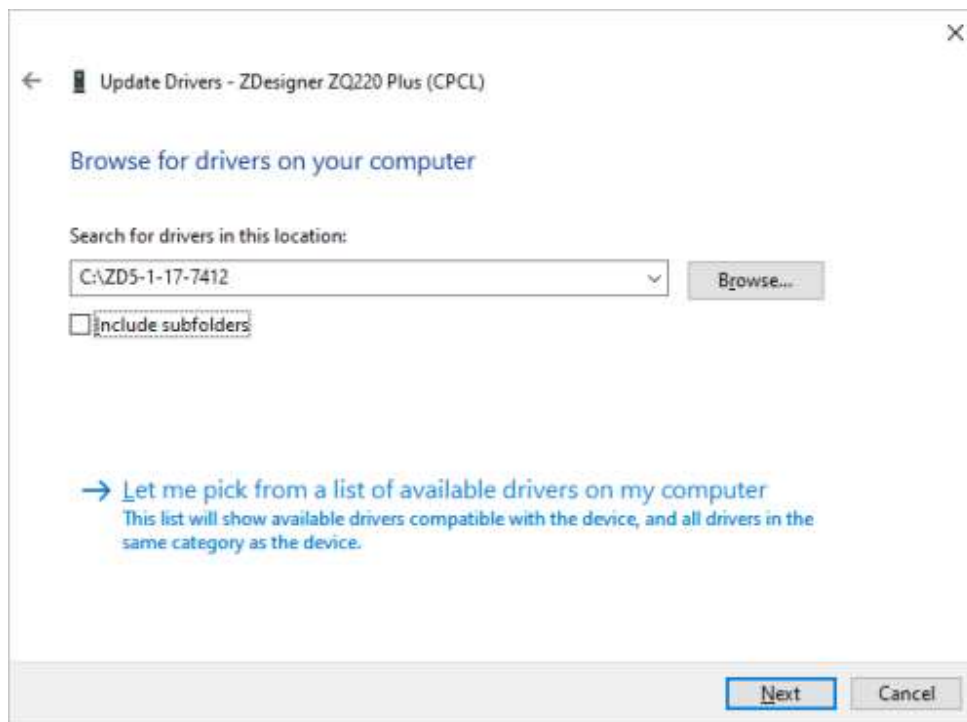 Update Drivers - ZDesigner ZQ220 Plus (CPCL)
Browse for drivers on your computer
Search for drivers in this location:
C:\ZD5-1-17-7412
Browse...
Include subfolders
Let me pick from a list of available drivers on my computer
This list will show available drivers compatible with the device, and all drivers in the
same category as the device.
Next
Cancel